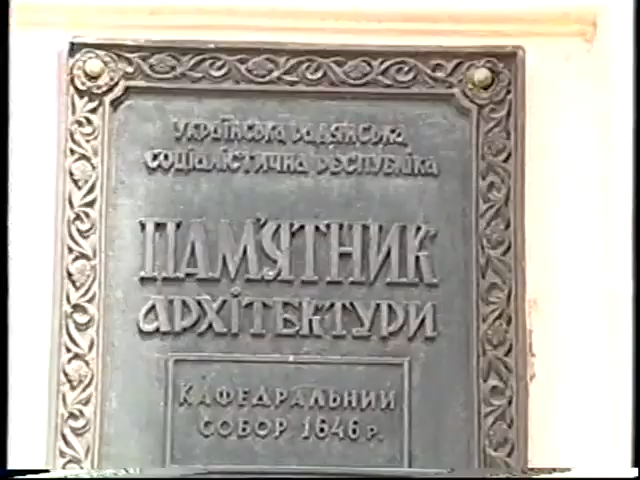 УКРАЇНСЬКА РАДЯНСЬКА
СОЦІАЛІСТИЧНА РЕСПУБЛІКА
ПАМ'ЯТНИК
АРХІТЕКТУРИ
КАФЕДРАЛЬНИЙ
СОБОР 1646 р.